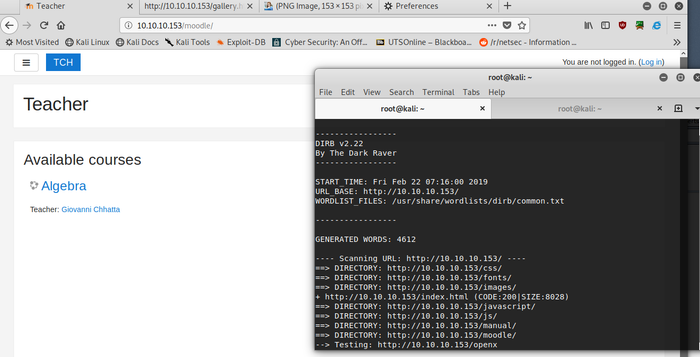 Teacher
http://10.10.10.153/gallery.h
(PNG Image, 153 × 153 pi
Preferences
10.10.10.153/moodle/
Most Visited
Kali Linux
Kali Docs
Kali Tools
Exploit-DB
Cyber Security: An Off...
UTSOnline – Blackboa...
/r/netsec - Information ...
TCH
You are not logged in. (Log in)
Teacher
Available courses
Algebra
Teacher: Giovanni Chhatta
root@kali: ~
File Edit View Search Terminal Tabs Help
root@kali: ~
root@kali: ~
-----------------
DIRB v2.22
By The Dark Raver
-----------------
START_TIME: Fri Feb 22 07:16:00 2019
URL_BASE: http://10.10.10.153/
WORDLIST_FILES: /usr/share/wordlists/dirb/common.txt
-----------------
GENERATED WORDS: 4612
---- Scanning URL: http://10.10.10.153/ ----
==> DIRECTORY: http://10.10.10.153/css/
==> DIRECTORY: http://10.10.10.153/fonts/
==> DIRECTORY: http://10.10.10.153/images/
+ http://10.10.10.153/index.html (CODE:200|SIZE:8028)
==> DIRECTORY: http://10.10.10.153/javascript/
==> DIRECTORY: http://10.10.10.153/js/
==> DIRECTORY: http://10.10.10.153/manual/
==> DIRECTORY: http://10.10.10.153/moodle/
--> Testing: http://10.10.10.153/openx